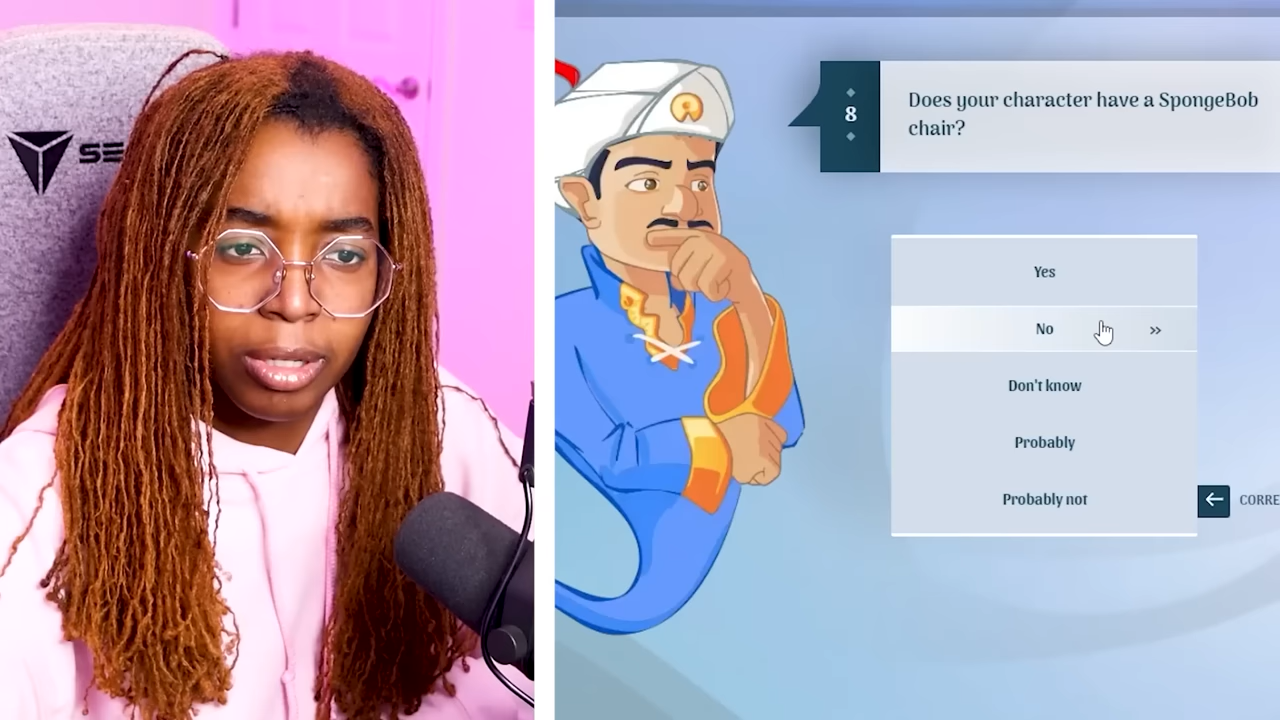 SE
8
Does your character have a SpongeBob
chair?
Yes
No
Don't know
Probably
Probably not
CORRE